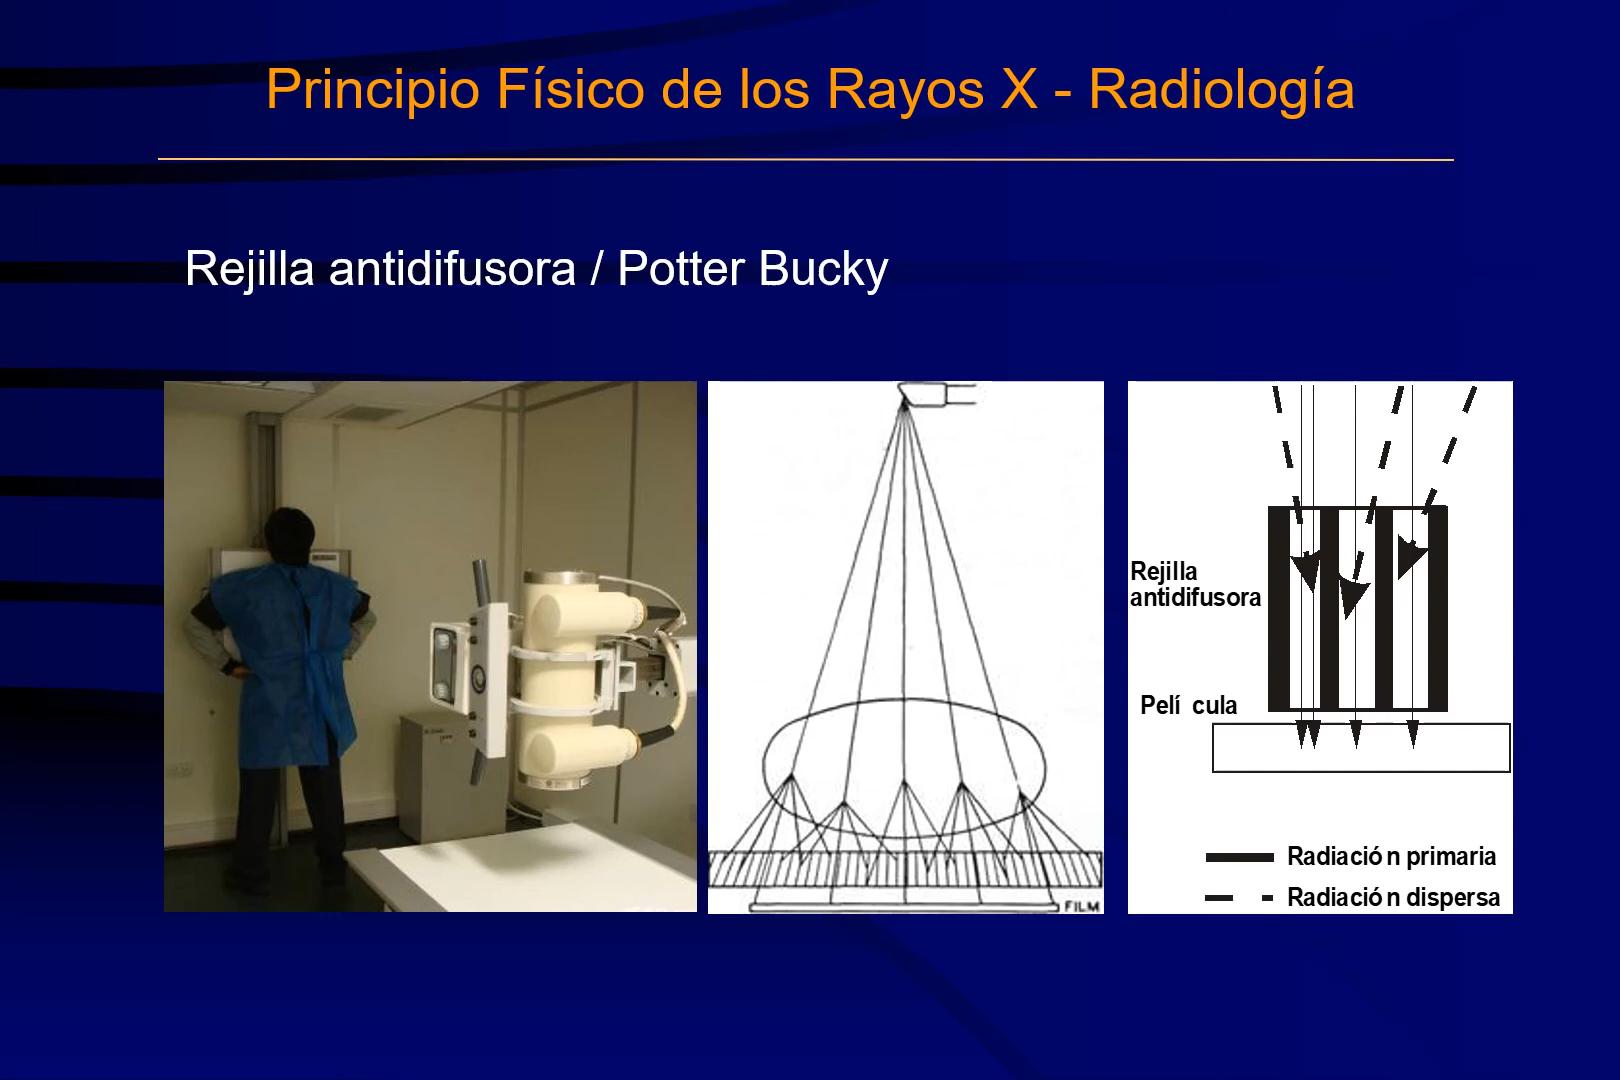 Principio Físico de los Rayos X - Radiología
Rejilla antidifusora / Potter Bucky
FILM
Rejilla
antidifusora
Pelí cula
Radiació n primaria
Radiació n dispersa